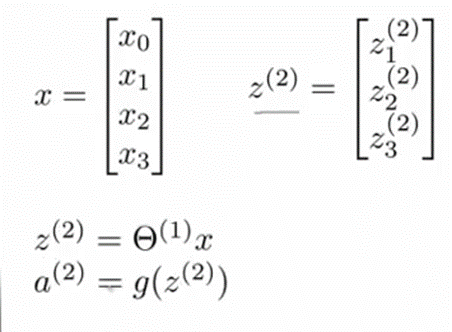 x = [x₀ x₁ x₂ x₃]   z⁽²⁾ = [z₁⁽²⁾ z₂⁽²⁾ z₃⁽²⁾]
z⁽²⁾ = Θ⁽¹⁾x
a⁽²⁾ = g(z⁽²⁾)